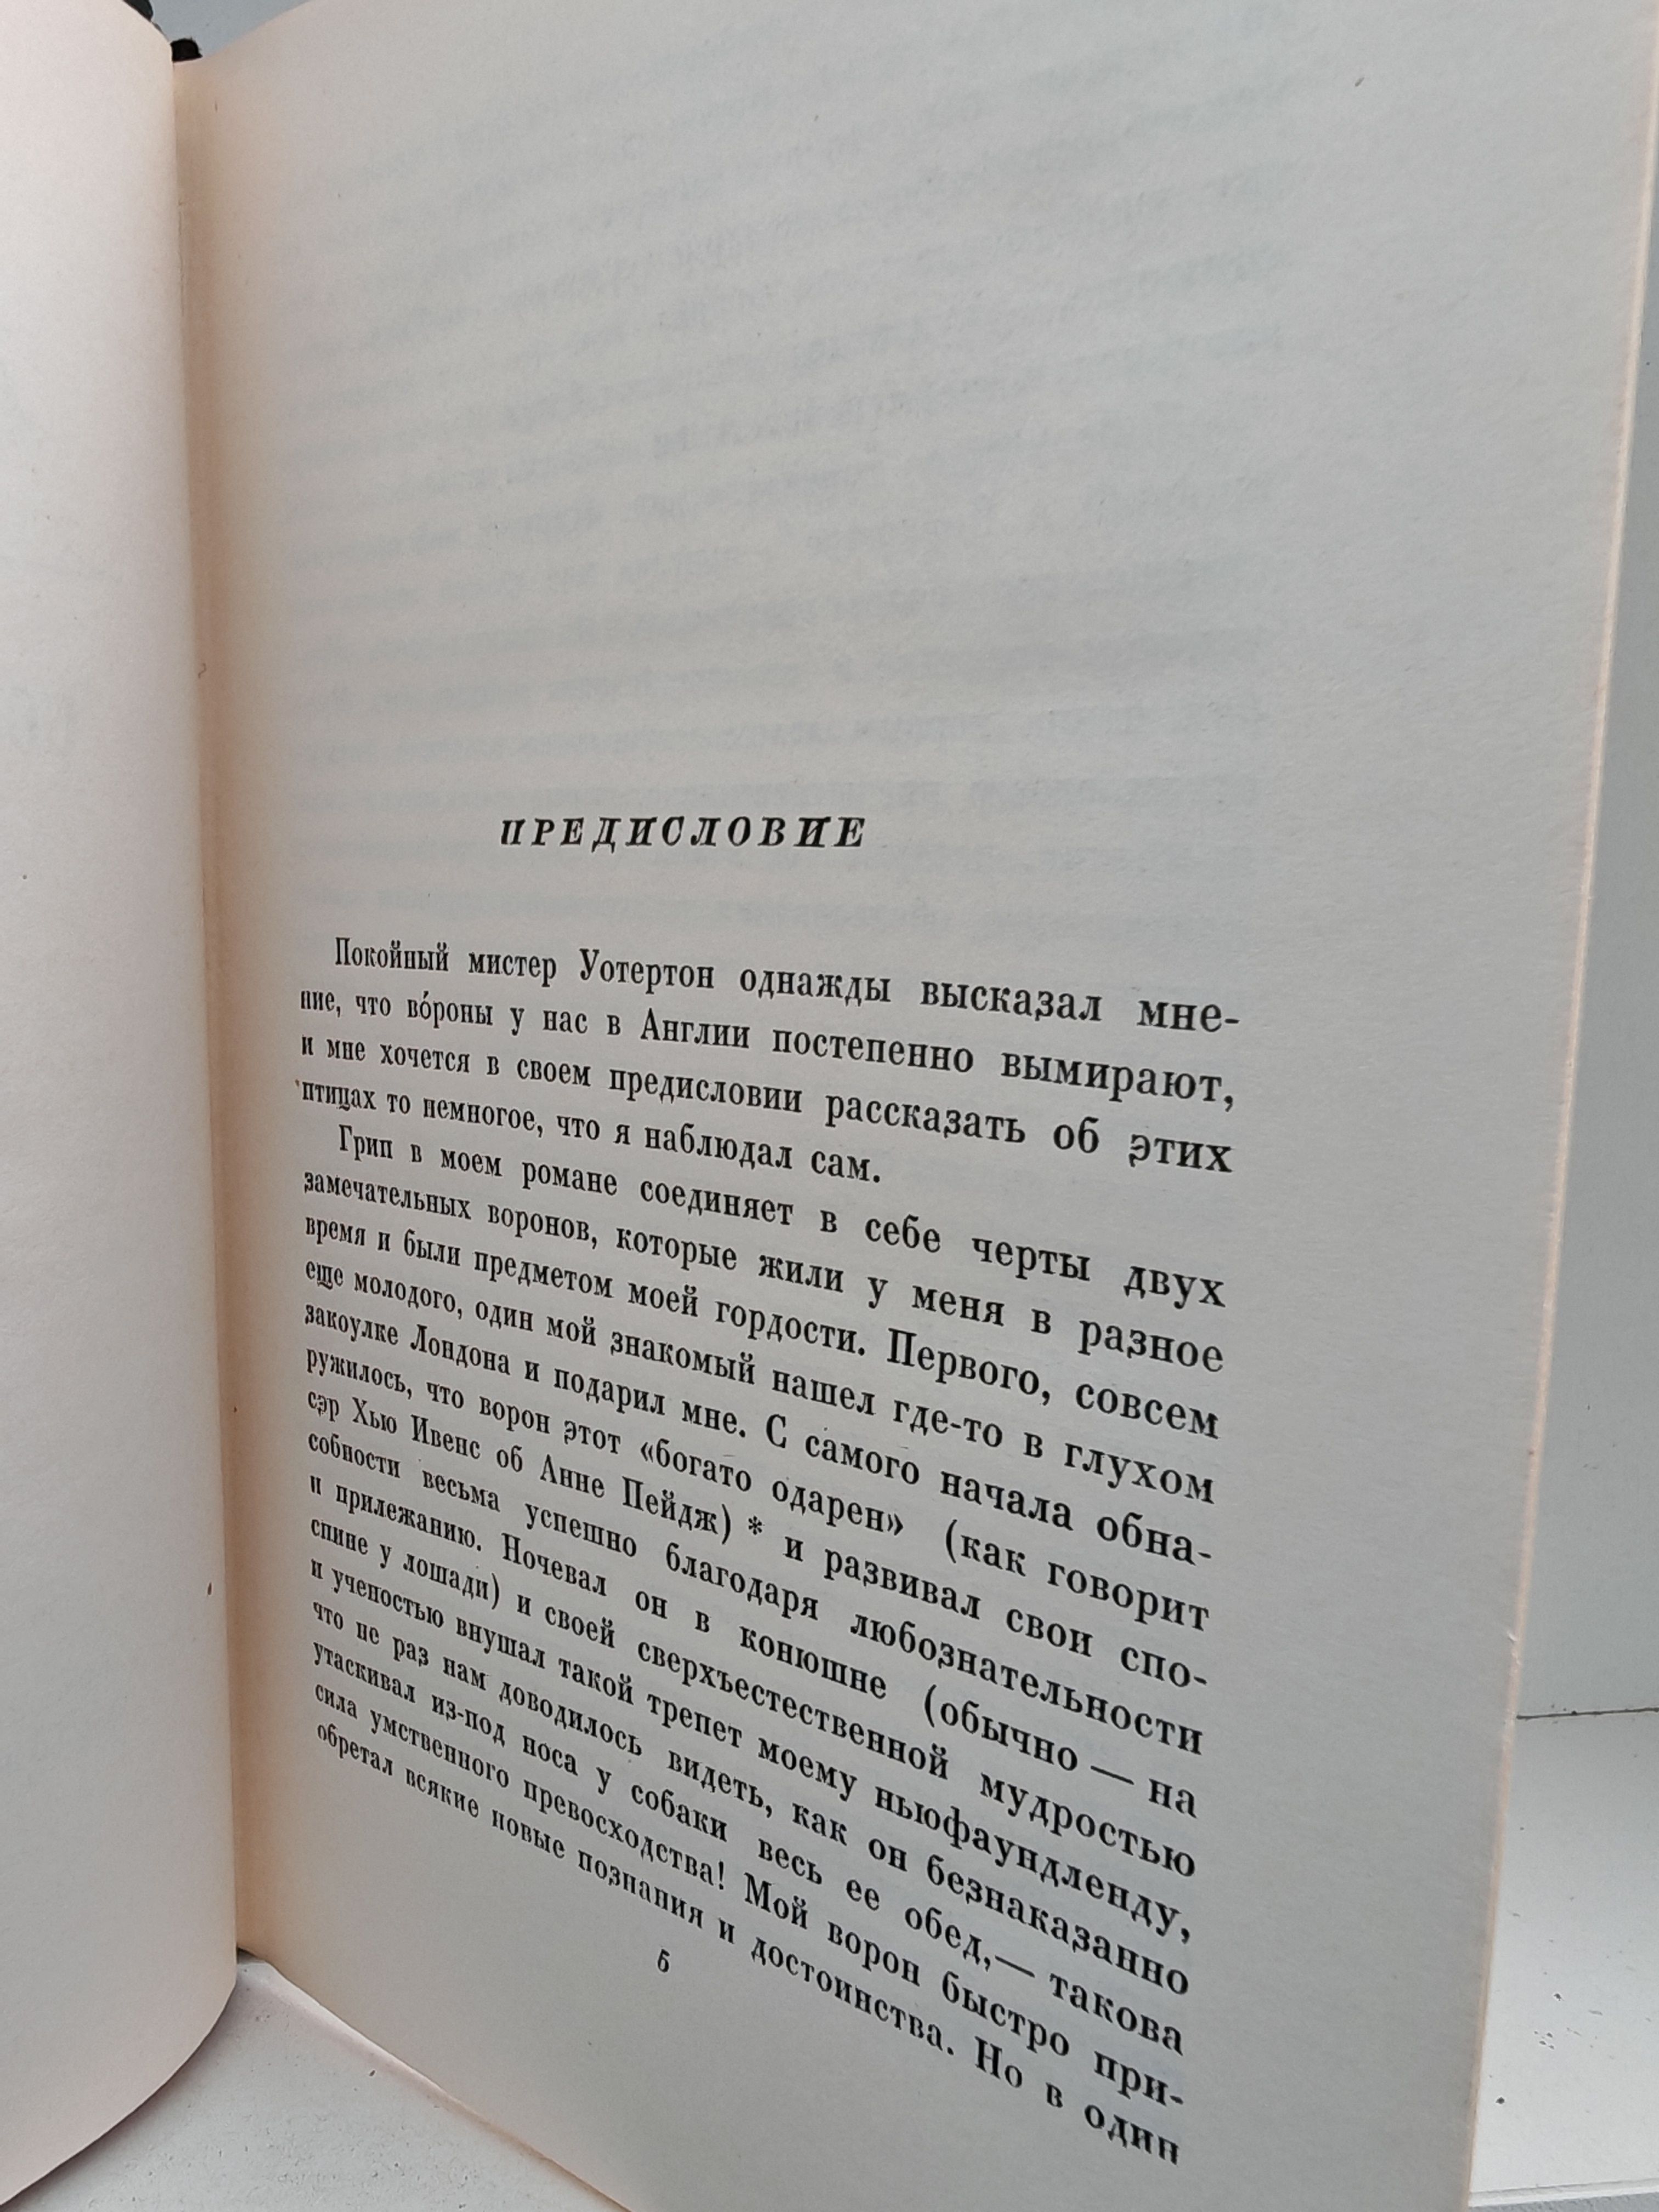 ПРЕДИСЛОВИЕ
Покойный мистер Уотертон однажды высказал мне-
ние, что во́роны у нас в Англии постепенно вымирают,
и мне хочется в своем предисловии рассказать об этих
птицах то немногое, что я наблюдал сам.
Грип в моем романе соединяет в себе черты двух
замечательных воронов, которые жили у меня в разное
время и были предметом моей гордости. Первого, совсем
еще молодого, один мой знакомый нашел где-то в глухом
закоулке Лондона и подарил мне. С самого начала обна-
ружилось, что ворон этот «богато одарен» (как говорит
сэр Хью Ивенс об Анне Пейдж) * и развивал свои спо-
собности весьма успешно благодаря любознательности
и прилежанию. Ночевал он в конюшне (обычно — на
спине у лошади) и своей сверхъестественной мудростью
и ученостью внушал такой трепет моему ньюфаундленду,
что не раз нам доводилось видеть, как он безнаказанно
утаскивал из-под носа у собаки весь ее обед,— такова
сила умственного превосходства! Мой ворон быстро при-
обретал всякие новые познания и достоинства. Но в один
5